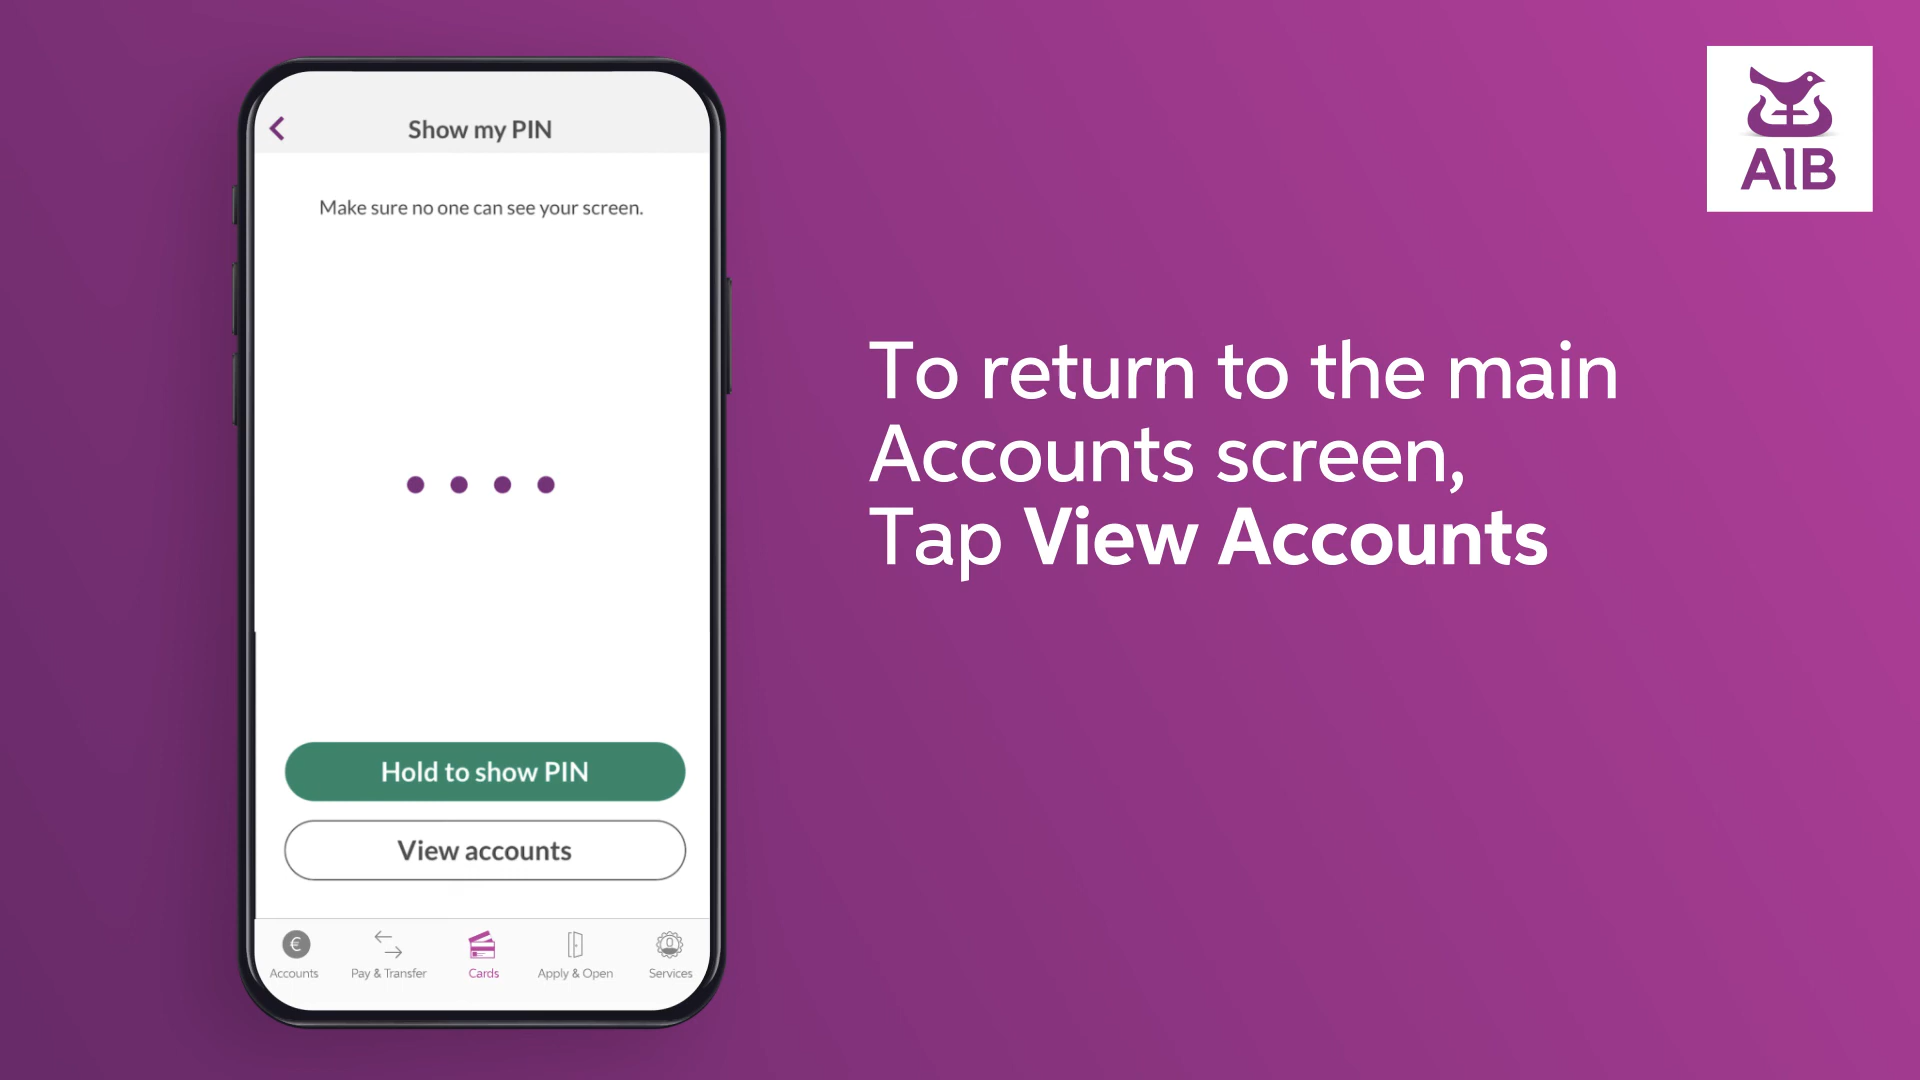 Show my PIN
Make sure no one can see your screen.
Hold to show PIN
View accounts
€
Accounts
Pay & Transfer
Cards
Apply & Open
Services
To return to the main
Accounts screen,
Tap View Accounts
AIB